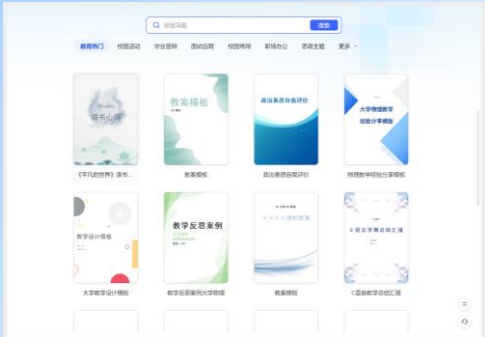 搜索
教育热门 校园活动 毕业答辩 面试应聘 校园常用 职场办公 思政主题 更多
读书心得
教案模板
政治素质自我评价
大学物理教学
经验分享模板
《平凡的世界》读书...
教案模板
政治素质自我评价
物理教学经验分享模板
教学设计模板
教学反思案例
C语言学期总结汇报
大学教学设计模板
教学反思案例大学物理
教案模板
C语言教学总结汇报